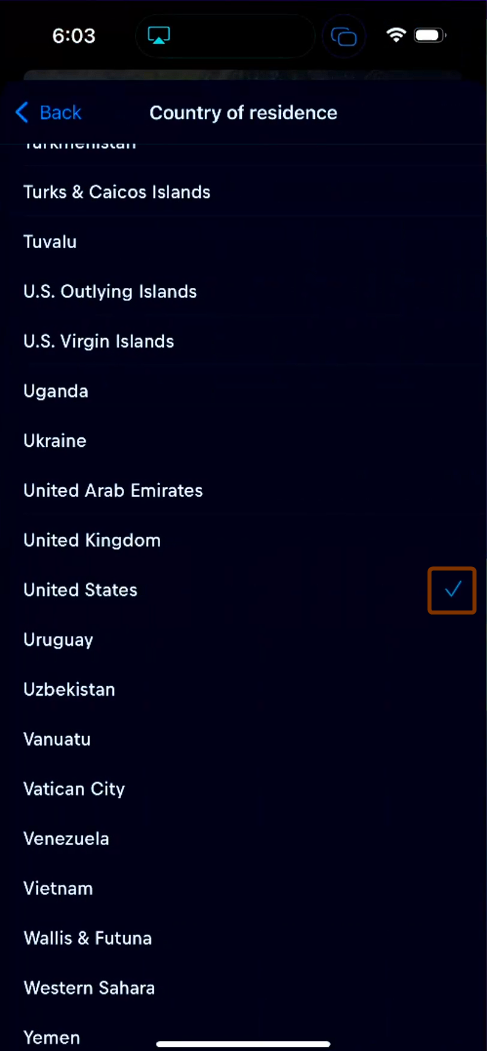 6:03
Back
Country of residence
Turkmenistan
Turks & Caicos Islands
Tuvalu
U.S. Outlying Islands
U.S. Virgin Islands
Uganda
Ukraine
United Arab Emirates
United Kingdom
United States
Uruguay
Uzbekistan
Vanuatu
Vatican City
Venezuela
Vietnam
Wallis & Futuna
Western Sahara
Yemen